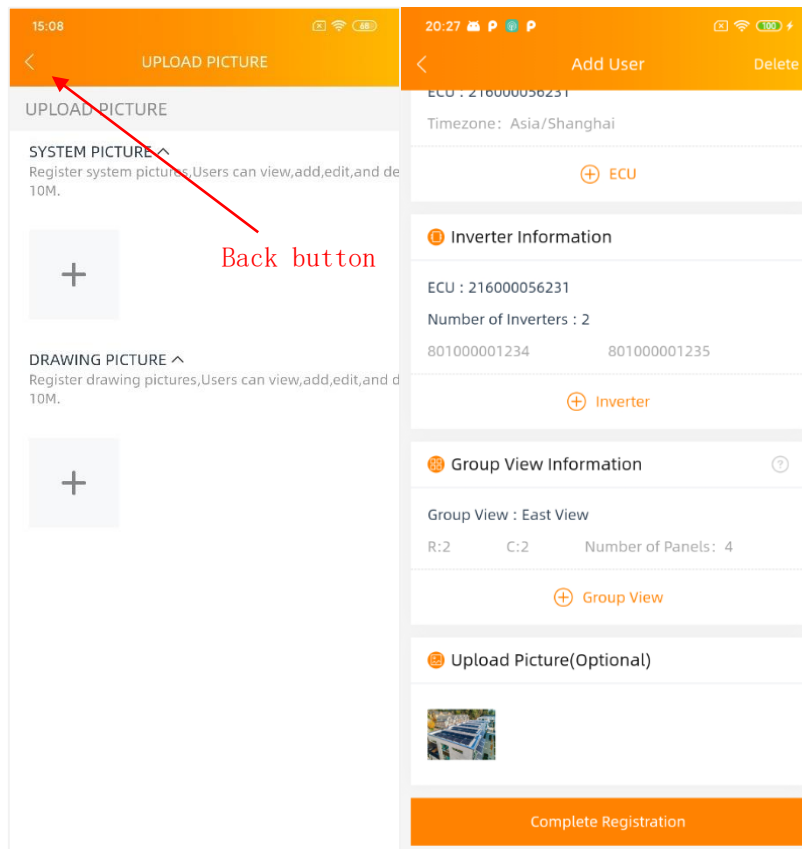 15:08
68
UPLOAD PICTURE
UPLOAD PICTURE
SYSTEM PICTURE
Register system pictures,Users can view,add,edit,and de
10M.
Back button
DRAWING PICTURE
Register drawing pictures,Users can view,add,edit,and d
10M.
20:27
100
Add User
Delete
ECU : 216000056231
Timezone: Asia/Shanghai
ECU
Inverter Information
ECU : 216000056231
Number of Inverters : 2
801000001234 801000001235
Inverter
Group View Information
?
Group View : East View
R:2 C:2 Number of Panels: 4
Group View
Upload Picture(Optional)
Complete Registration